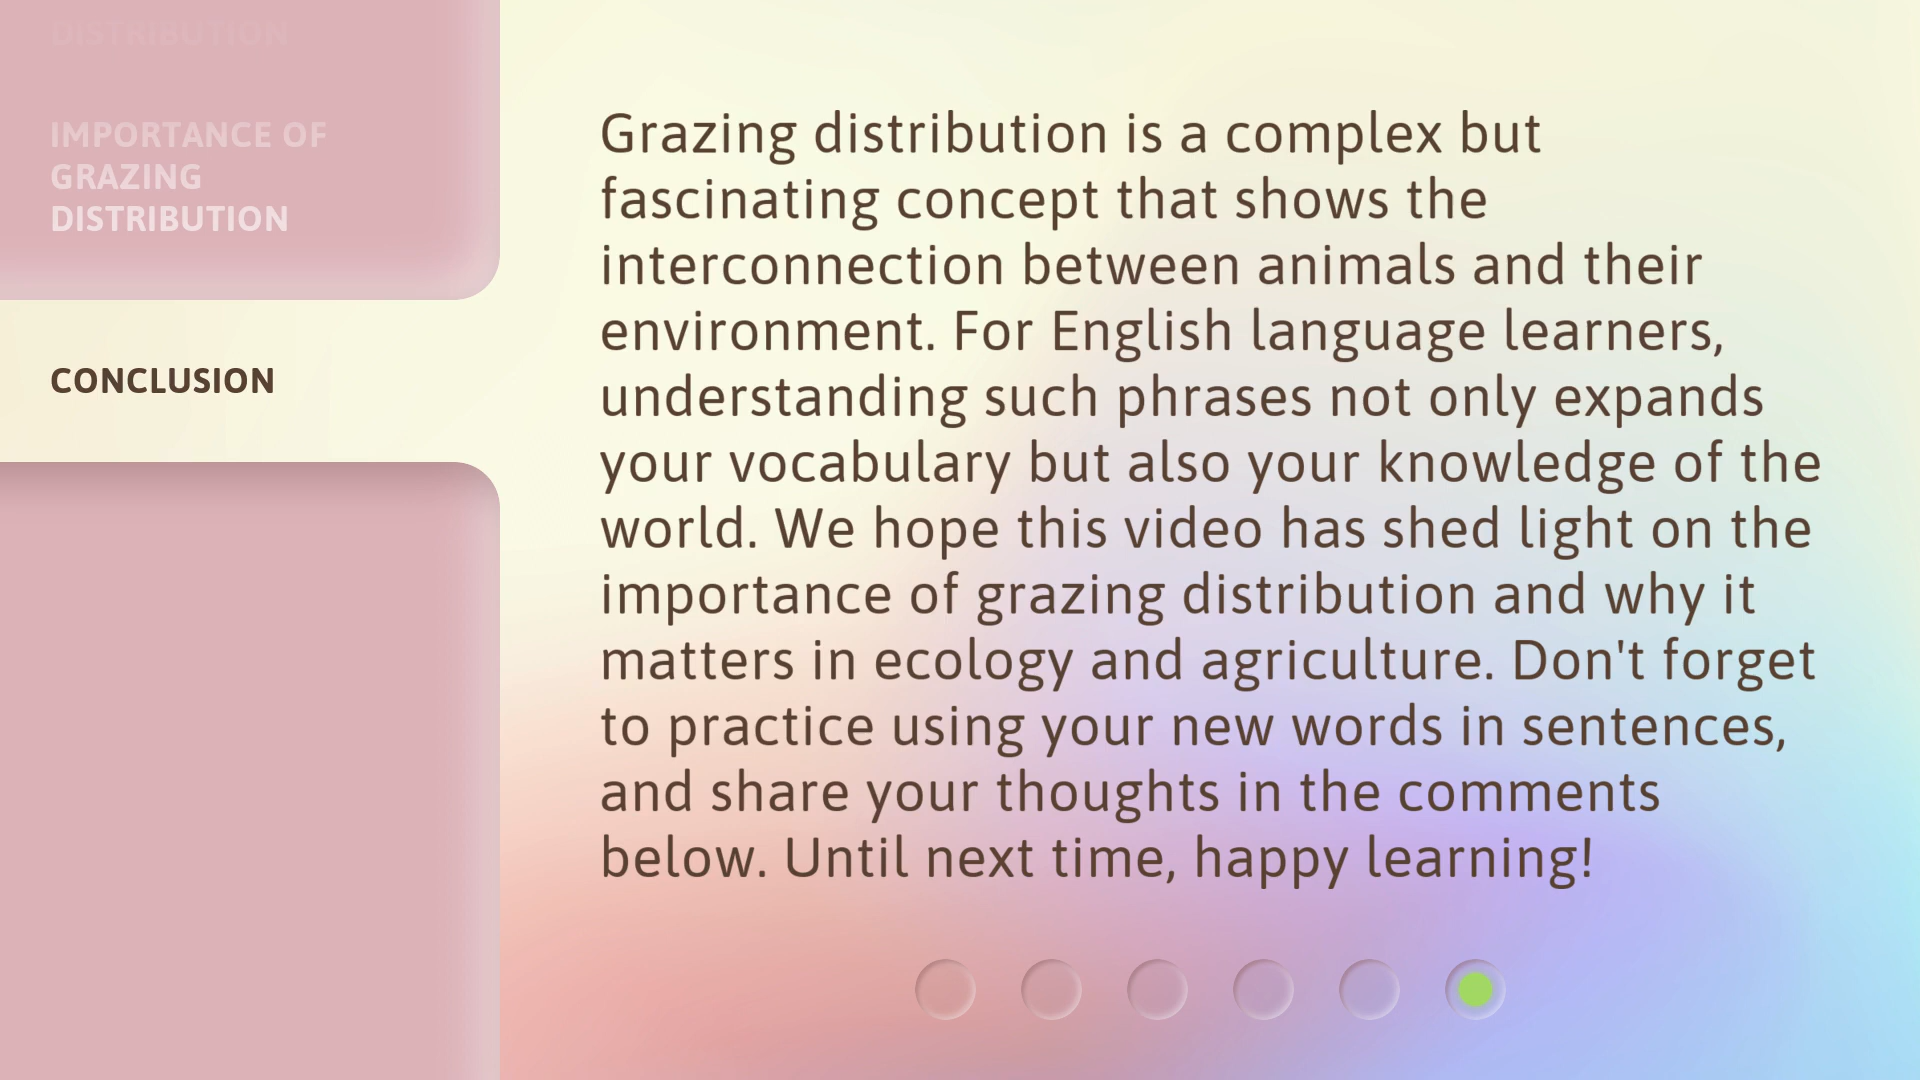 DISTRIBUTION
IMPORTANCE OF
GRAZING
DISTRIBUTION
CONCLUSION
Grazing distribution is a complex but
fascinating concept that shows the
interconnection between animals and their
environment. For English language learners,
understanding such phrases not only expands
your vocabulary but also your knowledge of the
world. We hope this video has shed light on the
importance of grazing distribution and why it
matters in ecology and agriculture. Don't forget
to practice using your new words in sentences,
and share your thoughts in the comments
below. Until next time, happy learning!